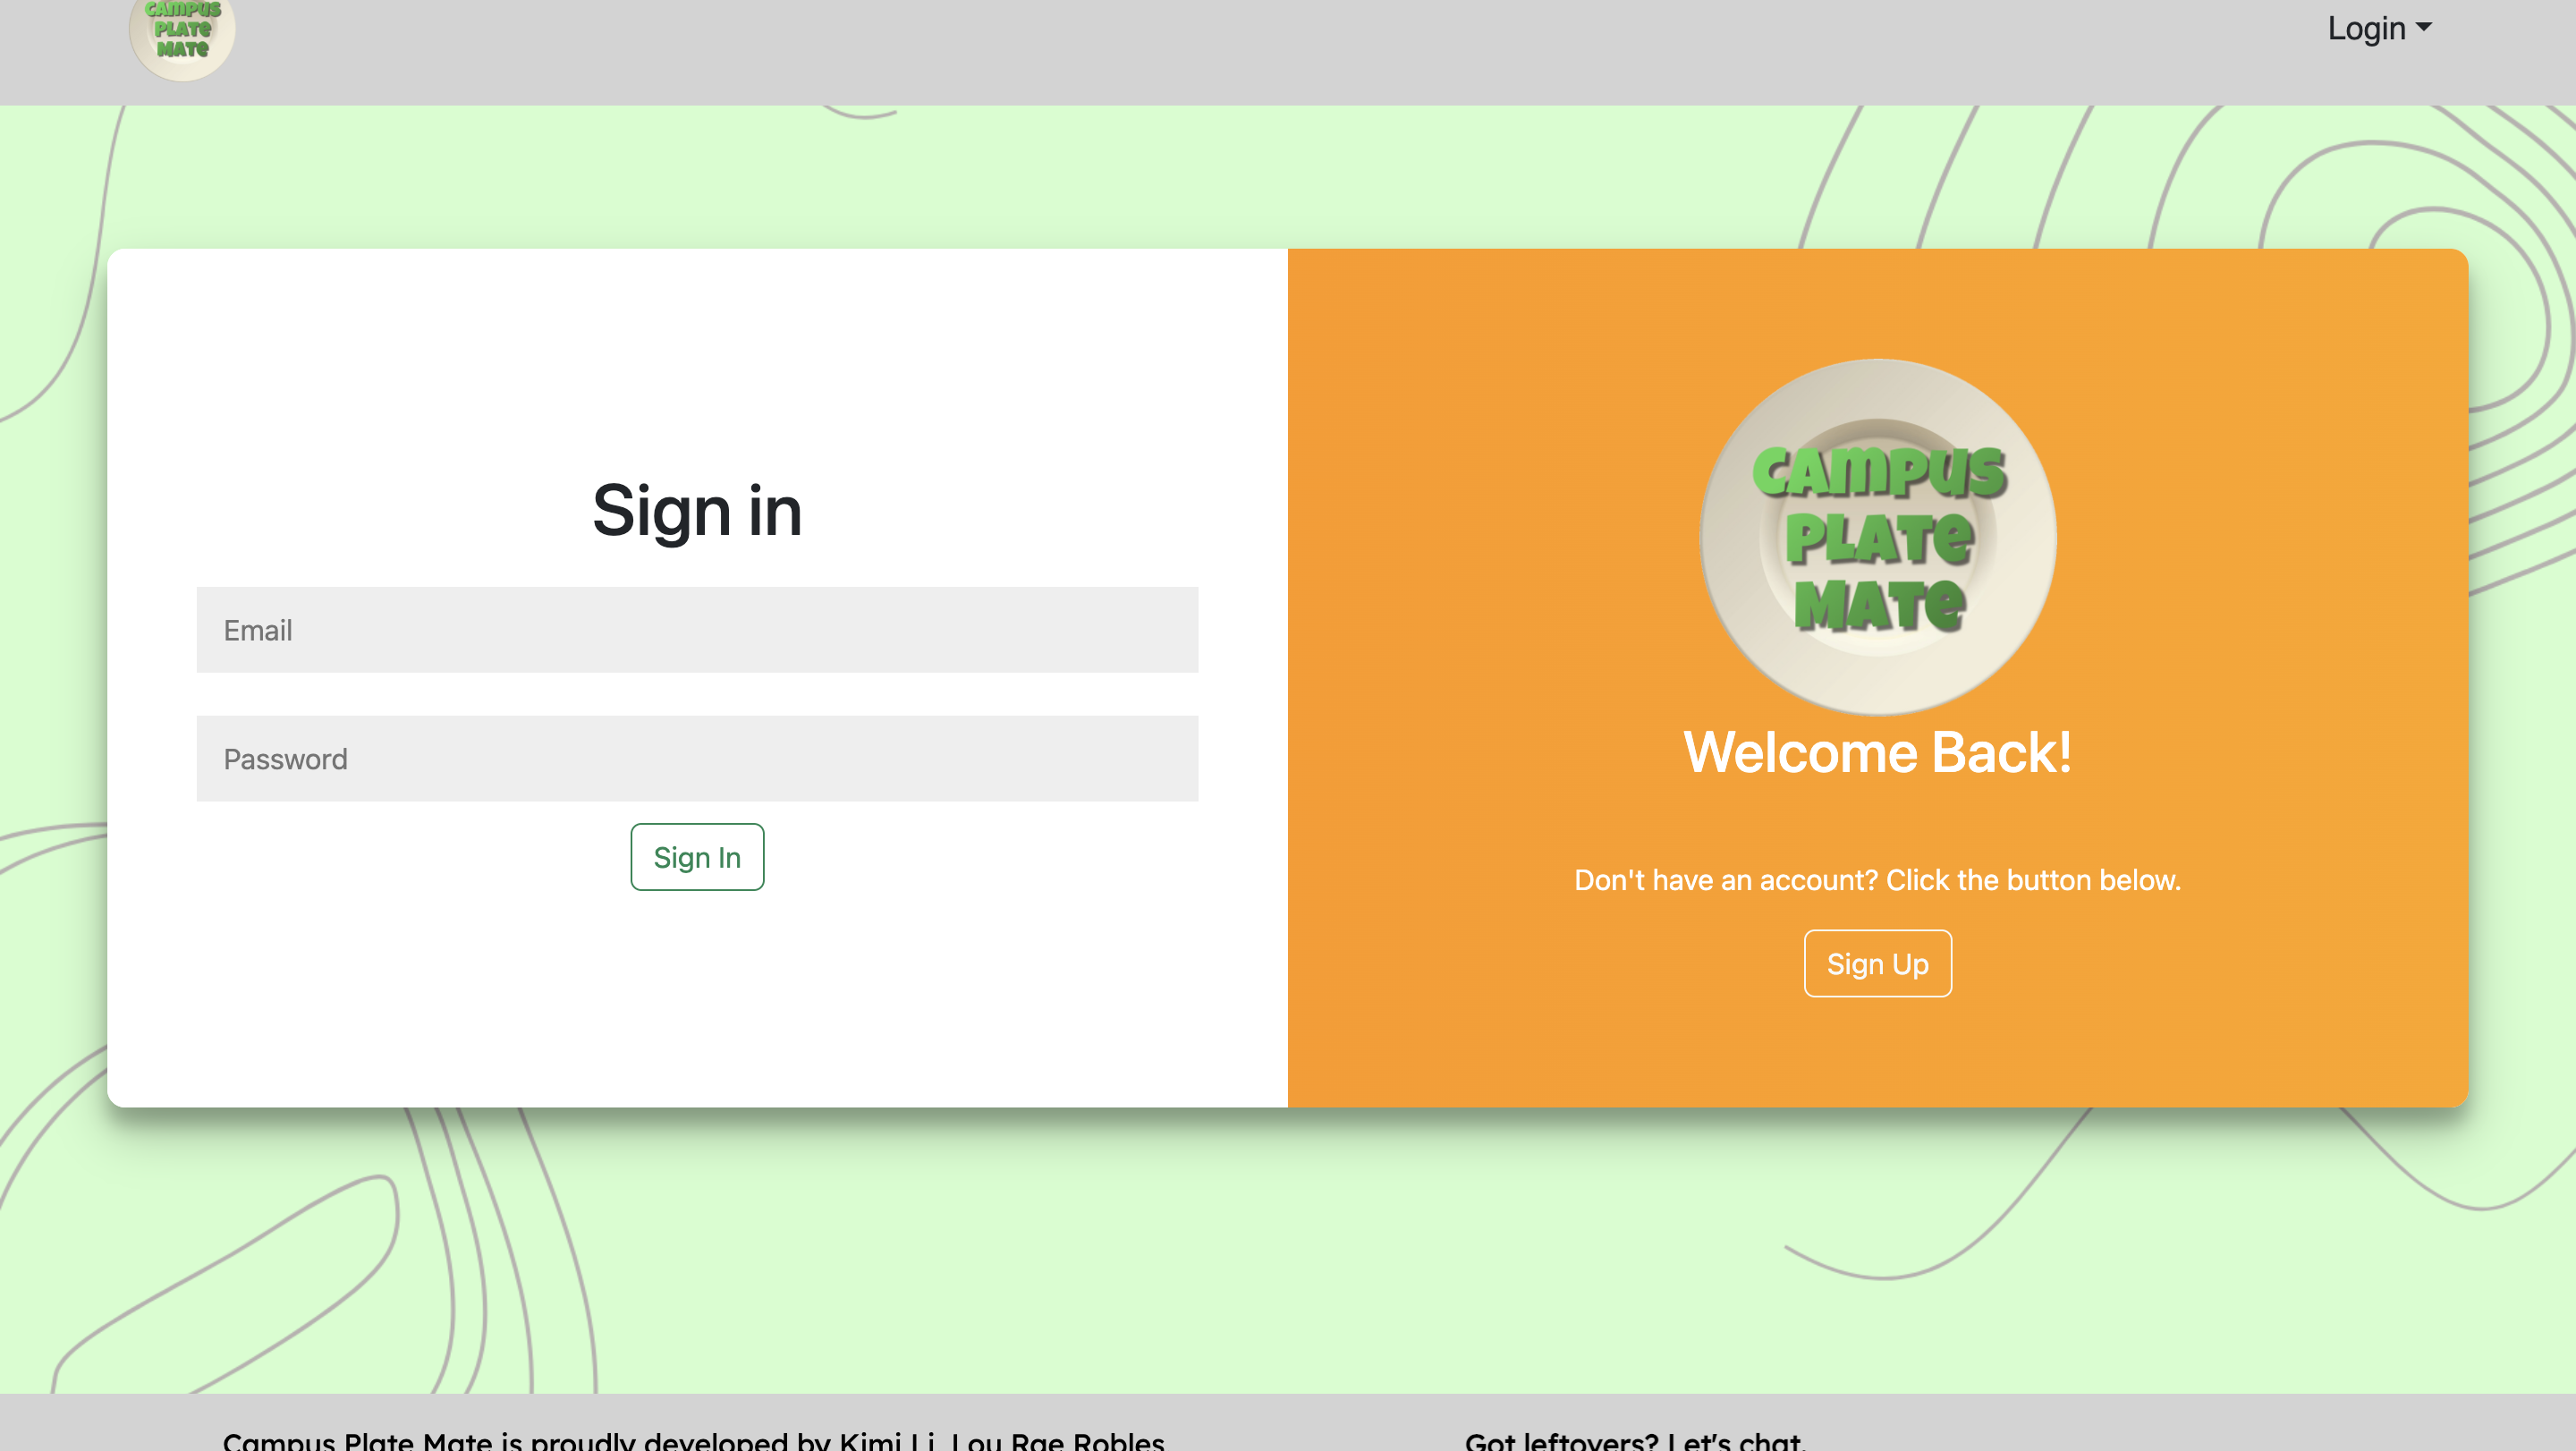 CAMPUS
PLATE
MATE
Login
Sign in
Email
Password
Sign In
CAMPUS
PLATE
MATE
Welcome Back!
Don't have an account? Click the button below.
Sign Up
Campus Plate Mate is proudly developed by Kimi Li, Lou Rae Robles
Got leftovers? Let's chat.